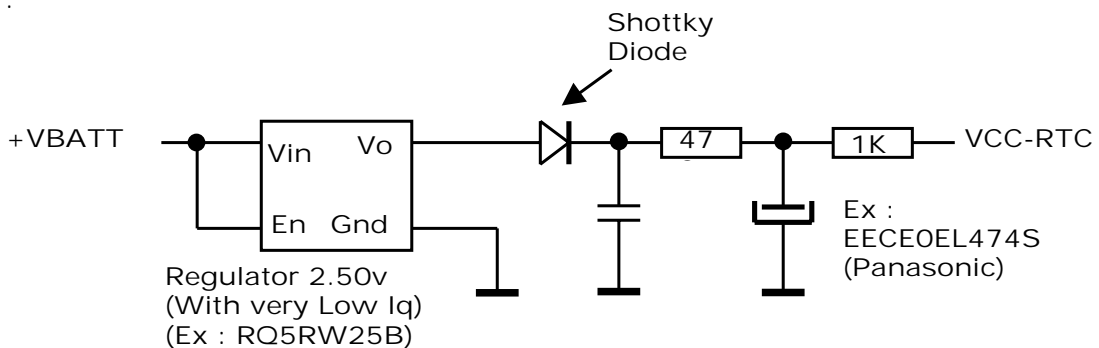 .
Shottky
Diode
+VBATT
Vin
Vo
47
1K
VCC-RTC
En
Gnd
Ex :
EECE0EL474S
(Panasonic)
Regulator 2.50v
(With very Low Iq)
(Ex : RQ5RW25B)